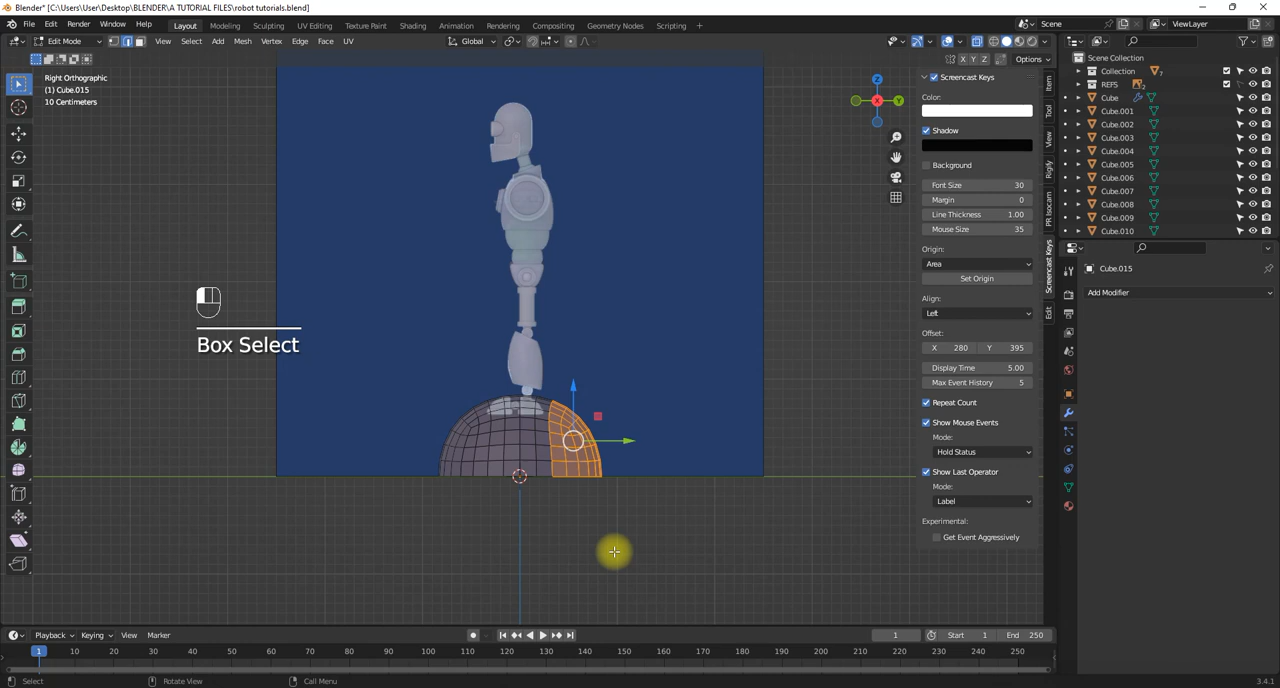 Blender* [C:\Users\User\Desktop\BLENDER\A TUTORIAL FILES\robot tutorials.blend]
File Edit Render Window Help Layout Modeling Sculpting UV Editing Texture Paint Shading Animation Rendering Compositing Geometry Nodes Scripting + Scene ViewLayer
Edit Mode View Select Add Mesh Vertex Edge Face UV Global
X Y Z Options
Right Orthographic
(1) Cube.015
10 Centimeters
Z
X
Y
Box Select
Screencast Keys
Color:
Shadow
Background
Font Size 30
Margin 0
Line Thickness 1.00
Mouse Size 35
Origin:
Area
Set Origin
Align:
Left
Offset:
X 280 Y 395
Display Time 5.00
Max Event History 5
Repeat Count
Show Mouse Events
Mode:
Hold Status
Show Last Operator
Mode:
Label
Experimental:
Get Event Aggressively
Item
Tool
View
Rigify
PR Isocam
Screencast Keys
Edit
Scene Collection
Collection 7
REFS 2
Cube
Cube.001
Cube.002
Cube.003
Cube.004
Cube.005
Cube.006
Cube.007
Cube.008
Cube.009
Cube.010
Cube.015
Add Modifier
Playback Keying View Marker 1 Start 1 End 250
1 10 20 30 40 50 60 70 80 90 100 110 120 130 140 150 160 170 180 190 200 210 220 230 240 250
Select Rotate View Call Menu 3.4.1